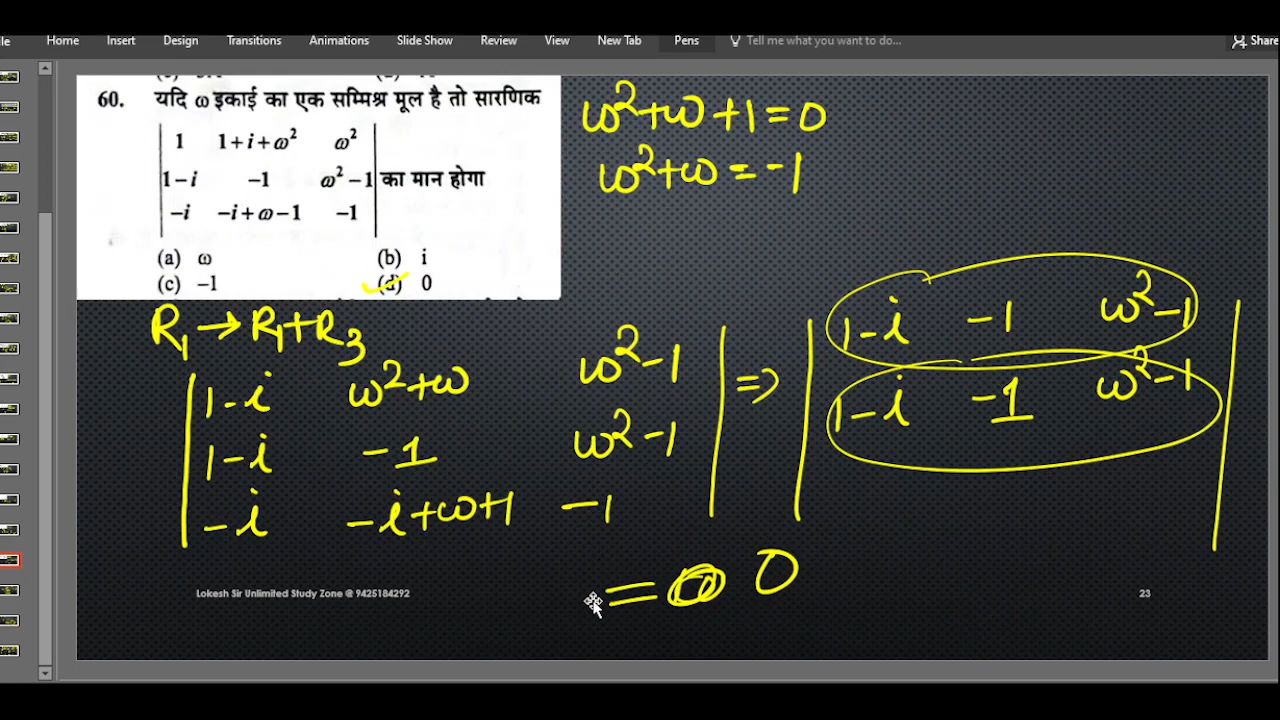 ile Home Insert Design Transitions Animations Slide Show Review View New Tab Pens Tell me what you want to do... Share
60. यदि ω इकाई का एक सम्मिश्र मूल है तो सारणिक
1 1+i+ω² ω²
1−i −1 ω²−1 का मान होगा
−i −i+ω−1 −1
(a) ω (b) i
(c) −1 (d) 0
ω²+ω+1=0
ω²+ω=−1
R₁→R₁+R₃
1−i ω²+ω ω²−1
1−i −1 ω²−1
−i −i+ω+1 −1
⇒
1−i −1 ω²−1
1−i −1 ω²−1
= 0
Lokesh Sir Unlimited Study Zone @ 9425184292
23